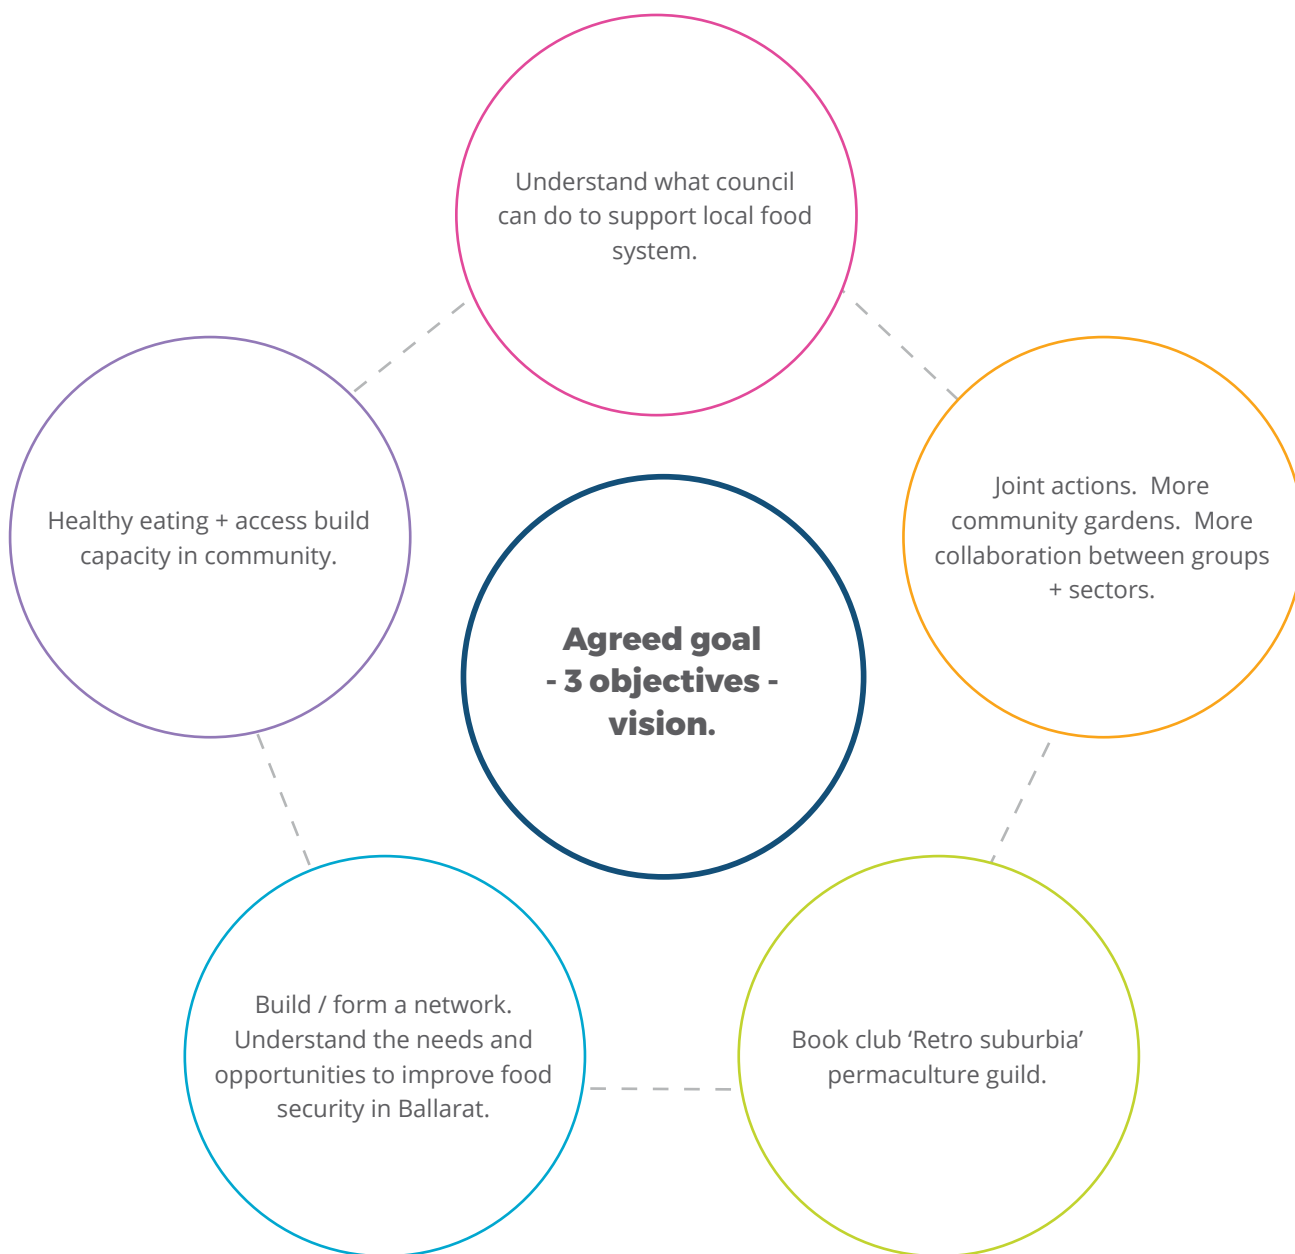 Understand what council
can do to support local food
system.
Healthy eating + access build
capacity in community.
Joint actions.  More
community gardens.  More
collaboration between groups
+ sectors.
Agreed goal
- 3 objectives -
vision.
Build / form a network.
Understand the needs and
opportunities to improve food
security in Ballarat.
Book club ‘Retro suburbia’
permaculture guild.